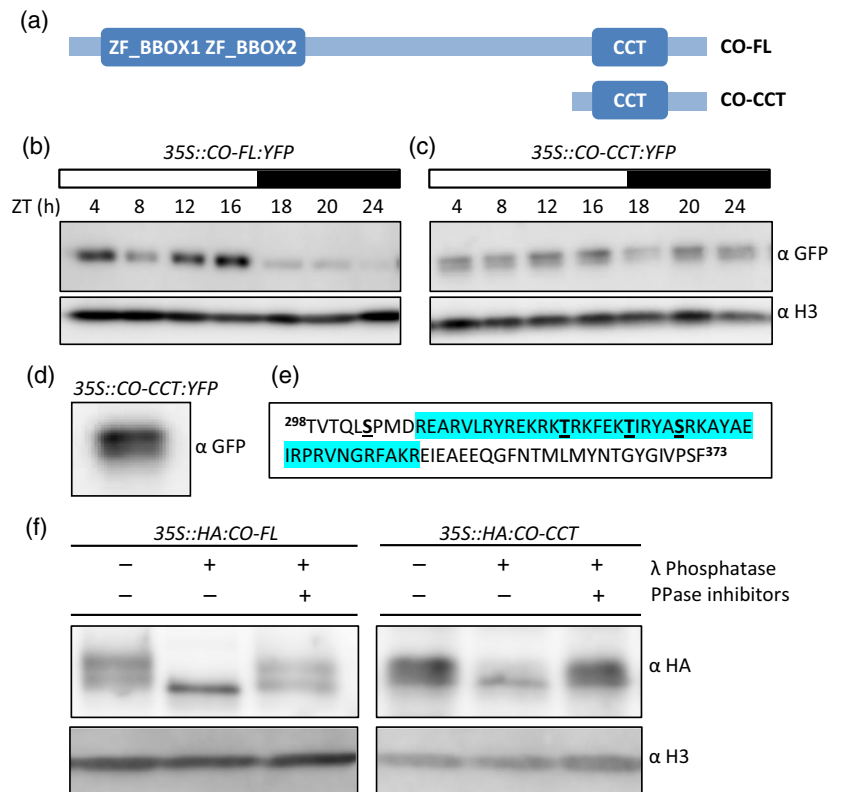 (a)
ZF_BBOX1 ZF_BBOX2 CCT CO-FL
CCT CO-CCT
(b) 35S::CO-FL:YFP
ZT (h) 4 8 12 16 18 20 24
(c) 35S::CO-CCT:YFP
4 8 12 16 18 20 24
α GFP
α H3
(d) 35S::CO-CCT:YFP
α GFP
(e)
298TVTQLSPMDREARVLRYREKRKTRKFEKTIRYASRKAYAE
IRPRVNGRFAKREIEAEEQGFNTMLMYNTGYGIVPSF373
(f)
35S::HA:CO-FL 35S::HA:CO-CCT
− + + − + + λ Phosphatase
− − + − − + PPase inhibitors
α HA
α H3